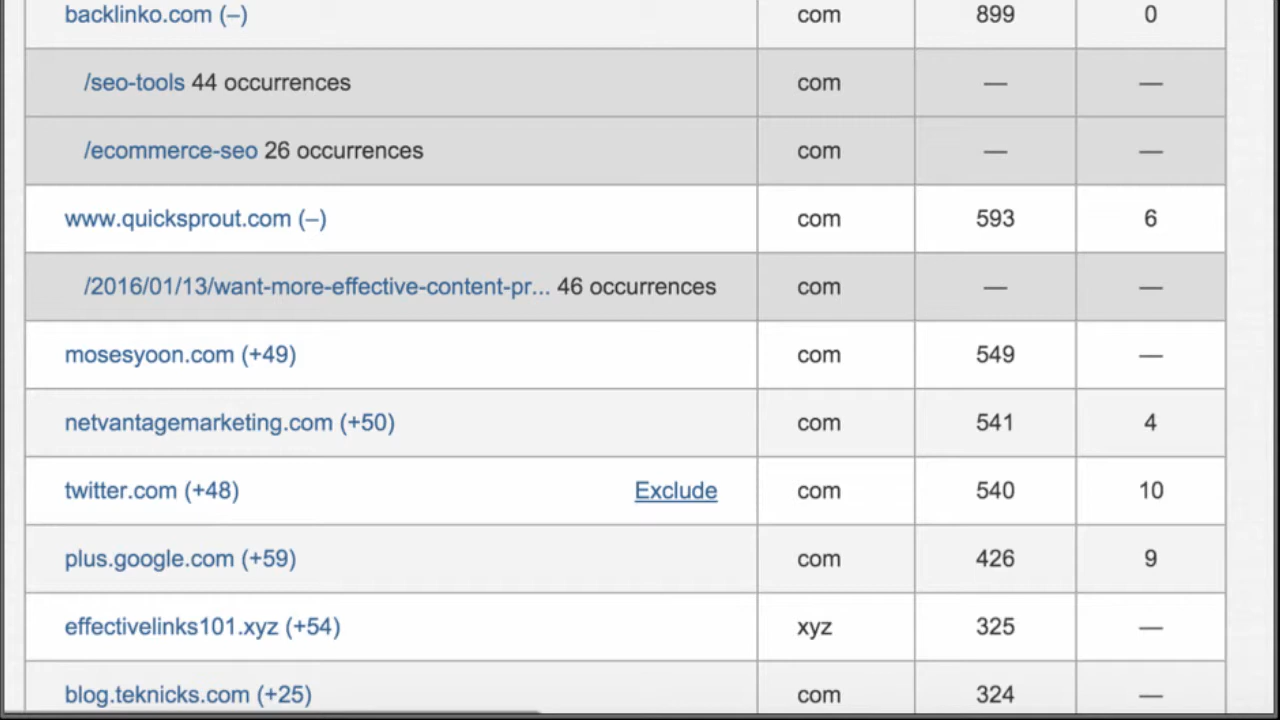 backlinko.com (–) com 899 0
/seo-tools 44 occurrences com — —
/ecommerce-seo 26 occurrences com — —
www.quicksprout.com (–) com 593 6
/2016/01/13/want-more-effective-content-pr... 46 occurrences com — —
mosesyoon.com (+49) com 549 —
netvantagemarketing.com (+50) com 541 4
twitter.com (+48) Exclude com 540 10
plus.google.com (+59) com 426 9
effectivelinks101.xyz (+54) xyz 325 —
blog.teknicks.com (+25) com 324 —